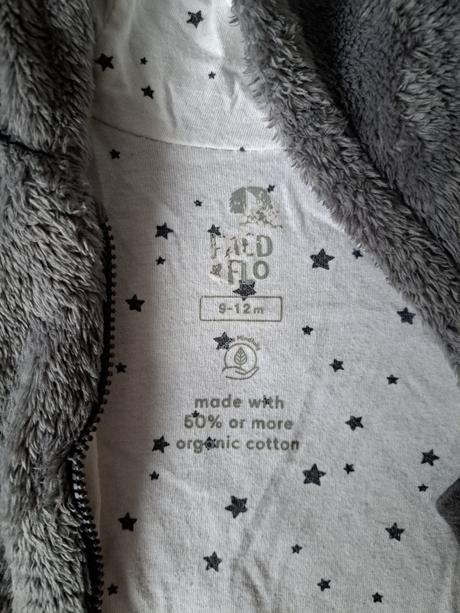 FRED
& FLO
9-12m
made with
50% or more
organic cotton